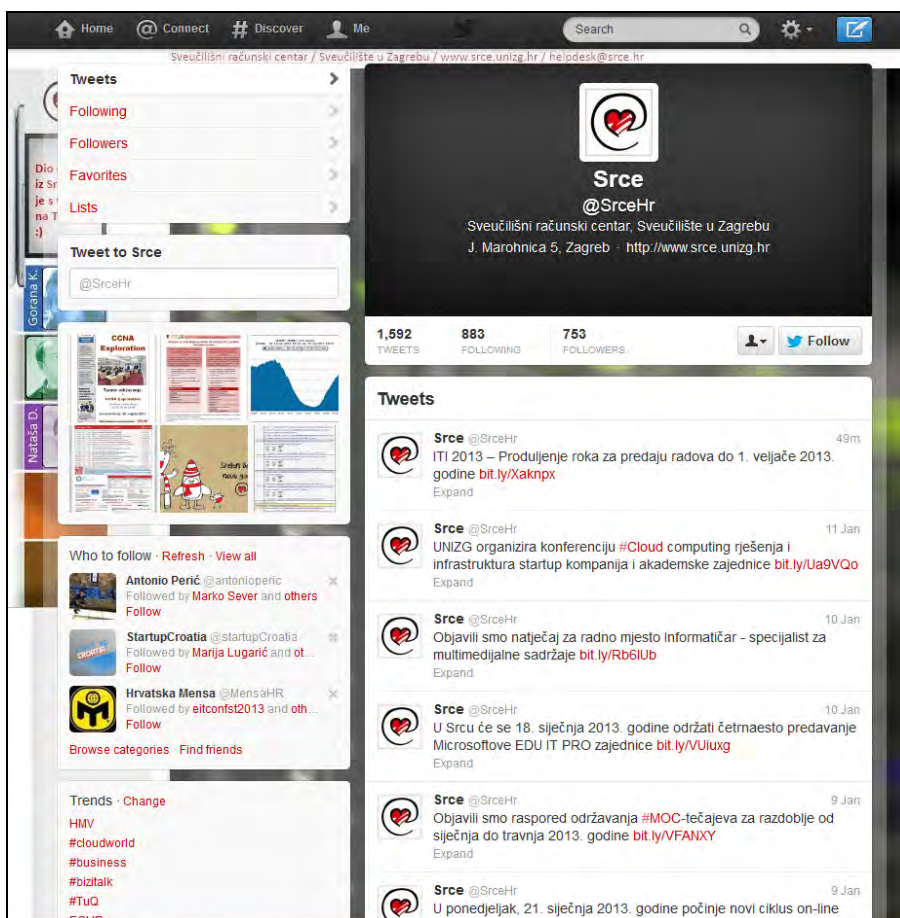 Home
Connect
Discover
Me
Search
Sveučilišni računski centar / Sveučilište u Zagrebu / www.srce.unizg.hr / helpdesk@srce.hr
Tweets
Following
Followers
Favorites
Lists
Dio
iz Sr
je s
na T
:)
Gorana K.
Nataša D.
Tweet to Srce
@SrceHr
CCNA
Exploration
Who to follow · Refresh · View all
Antonio Perić @antonioperic
Followed by Marko Sever and others
Follow
StartupCroatia @startupCroatia
Followed by Marija Lugarić and ot...
Follow
Hrvatska Mensa @MensaHR
Followed by eitconfst2013 and oth...
Follow
Browse categories · Find friends
Trends · Change
HMV
#cloudworld
#business
#bizitalk
#TuQ
Srce
@SrceHr
Sveučilišni računski centar, Sveučilište u Zagrebu
J. Marohnica 5, Zagreb · http://www.srce.unizg.hr
1,592 TWEETS
883 FOLLOWING
753 FOLLOWERS
Follow
Tweets
Srce @SrceHr 49m
ITI 2013 – Produljenje roka za predaju radova do 1. veljače 2013.
godine bit.ly/Xaknpx
Expand
Srce @SrceHr 11 Jan
UNIZG organizira konferenciju #Cloud computing rješenja i
infrastruktura startup kompanija i akademske zajednice bit.ly/Ua9VQo
Expand
Srce @SrceHr 10 Jan
Objavili smo natječaj za radno mjesto Informatičar - specijalist za
multimedijalne sadržaje bit.ly/Rb6lUb
Expand
Srce @SrceHr 10 Jan
U Srcu će se 18. siječnja 2013. godine održati četrnaesto predavanje
Microsoftove EDU IT PRO zajednice bit.ly/VUiuxg
Expand
Srce @SrceHr 9 Jan
Objavili smo raspored održavanja #MOC-tečajeva za razdoblje od
siječnja do travnja 2013. godine bit.ly/VFANXY
Expand
Srce @SrceHr 9 Jan
U ponedjeljak, 21. siječnja 2013. godine počinje novi ciklus on-line